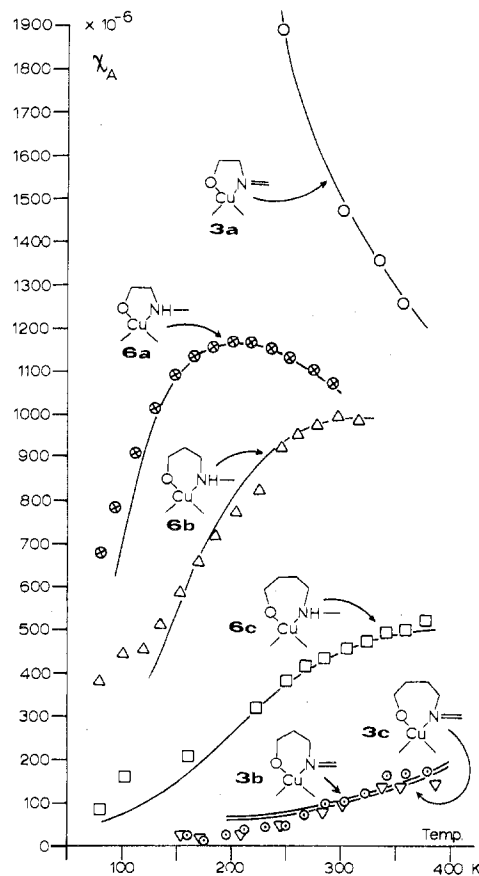 1900 × 10⁻⁶
1800 χA
1700
1600
1500
1400
1300
1200
1100
1000
900
800
700
600
500
400
300
200
100
0
O N
Cu
3a
O NH
Cu
6a
O NH
Cu
6b
O NH
Cu
6c
O N
Cu
3c
O N
Cu
3b
Temp.
100 200 300 400 K